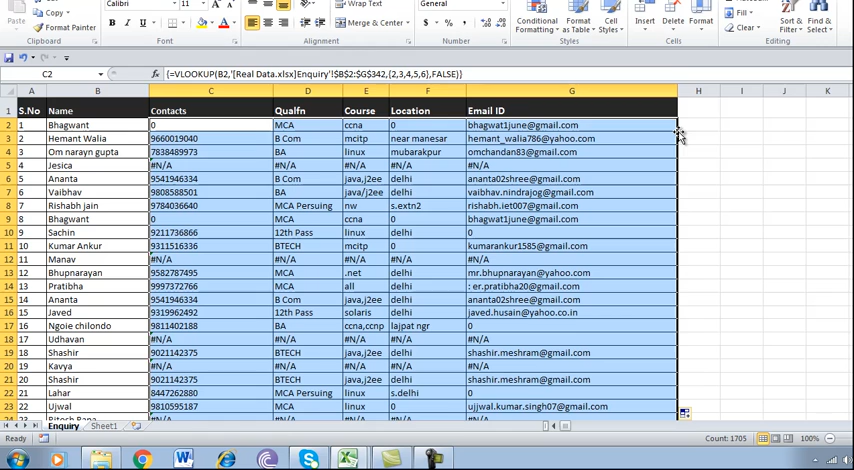 Cut
Calibri
11
General
Copy
Format Painter
Wrap Text
Merge & Center
Conditional Formatting
Format as Table
Cell Styles
Insert
Delete
Format
Fill
Clear
Sort & Filter
Find & Select
Clipboard
Font
Alignment
Number
Styles
Cells
Editing
C2 fx {=VLOOKUP(B2,'[Real Data.xlsx]Enquiry'!$B$2:$G$342,{2,3,4,5,6},FALSE)}
A B C D E F G H I J K
1 S.No Name Contacts Qualfn Course Location Email ID
2 1 Bhagwant 0 MCA ccna 0 bhagwat1june@gmail.com
3 2 Hemant Walia 9660019040 B Com mcitp near manesar hemant_walia786@yahoo.com
4 3 Om narayn gupta 7838489973 BA linux mubarakpur omchandan83@gmail.com
5 4 Jesica #N/A #N/A #N/A #N/A #N/A
6 5 Ananta 9541946334 B Com java,j2ee delhi ananta02shree@gmail.com
7 6 Vaibhav 9808588501 BA java/j2ee delhi vaibhav.nindrajog@gmail.com
8 7 Rishabh jain 9784036640 MCA Persuing nw s.extn2 rishabh.iet007@gmail.com
9 8 Bhagwant 0 MCA ccna 0 bhagwat1june@gmail.com
10 9 Sachin 9211736866 12th Pass linux delhi 0
11 10 Kumar Ankur 9311516336 BTECH mcitp 0 kumarankur1585@gmail.com
12 11 Manav #N/A #N/A #N/A #N/A #N/A
13 12 Bhupnarayan 9582787495 MCA .net delhi mr.bhupnarayan@yahoo.com
14 13 Pratibha 9997372766 MCA all delhi : er.pratibha20@gmail.com
15 14 Ananta 9541946334 B Com java,j2ee delhi ananta02shree@gmail.com
16 15 Javed 9319962492 12th Pass solaris delhi javed.husain@yahoo.co.in
17 16 Ngoie chilondo 9811402188 BA ccna,ccnp lajpat ngr 0
18 17 Udhavan #N/A #N/A #N/A #N/A #N/A
19 18 Shashir 9021142375 BTECH java,j2ee delhi shashir.meshram@gmail.com
20 19 Kavya #N/A #N/A #N/A #N/A #N/A
21 20 Shashir 9021142375 BTECH java,j2ee delhi shashir.meshram@gmail.com
22 21 Lahar 8447262880 MCA Persuing linux s.delhi 0
23 22 Ujwal 9810595187 MCA linux 0 ujjwal.kumar.singh07@gmail.com
24 23 Ritesh Rana #N/A #N/A #N/A #N/A #N/A
Enquiry Sheet1
Ready Count: 1705 100%